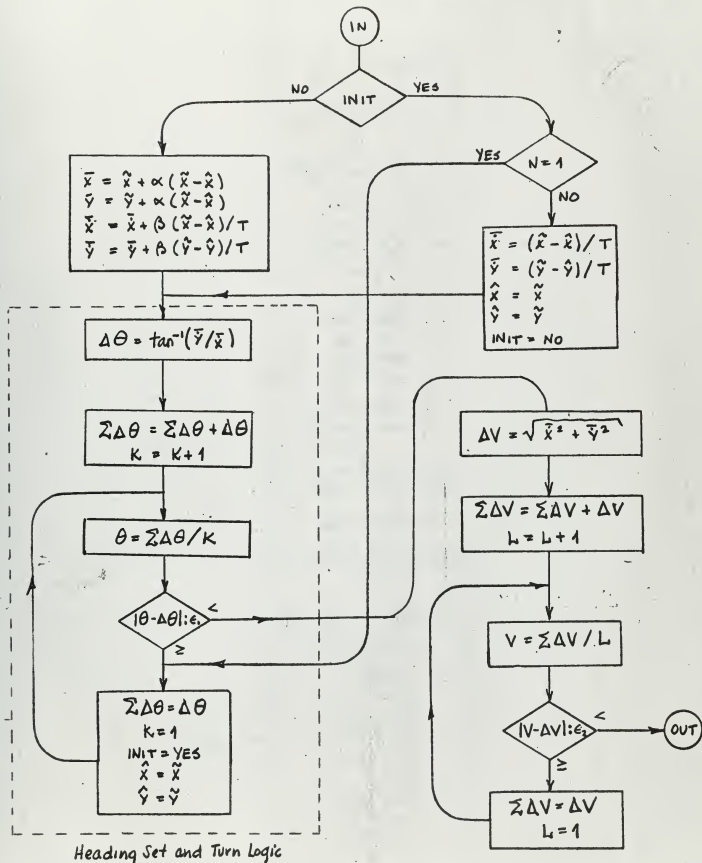 IN
INIT
NO
YES
N = 1
YES
NO
x̄ = x̂ + α (x̃ - x̂)
ȳ = ỹ + α (x̃ - x̂)
ẋ̄ = ẋ̄ + β (x̃ - x̂) / T
ẏ̄ = ẏ̄ + β (ỹ - ŷ) / T
ẋ̄ = (x̃ - x̂) / T
ẏ̄ = (ỹ - ŷ) / T
x̂ = x̃
ŷ = ỹ
INIT = NO
Δθ = tan⁻¹(ẏ̄/ẋ̄)
ΣΔθ = ΣΔθ + Δθ
K = K + 1
θ = ΣΔθ / K
|θ-Δθ|:ε₁
<
≥
ΣΔθ = Δθ
K = 1
INIT = YES
x̂ = x̃
ŷ = ỹ
Heading Set and Turn Logic
ΔV = √ẋ̄² + ẏ̄²
ΣΔV = ΣΔV + ΔV
L = L + 1
V = ΣΔV / L
|V-ΔV|:ε₂
<
OUT
≥
ΣΔV = ΔV
L = 1